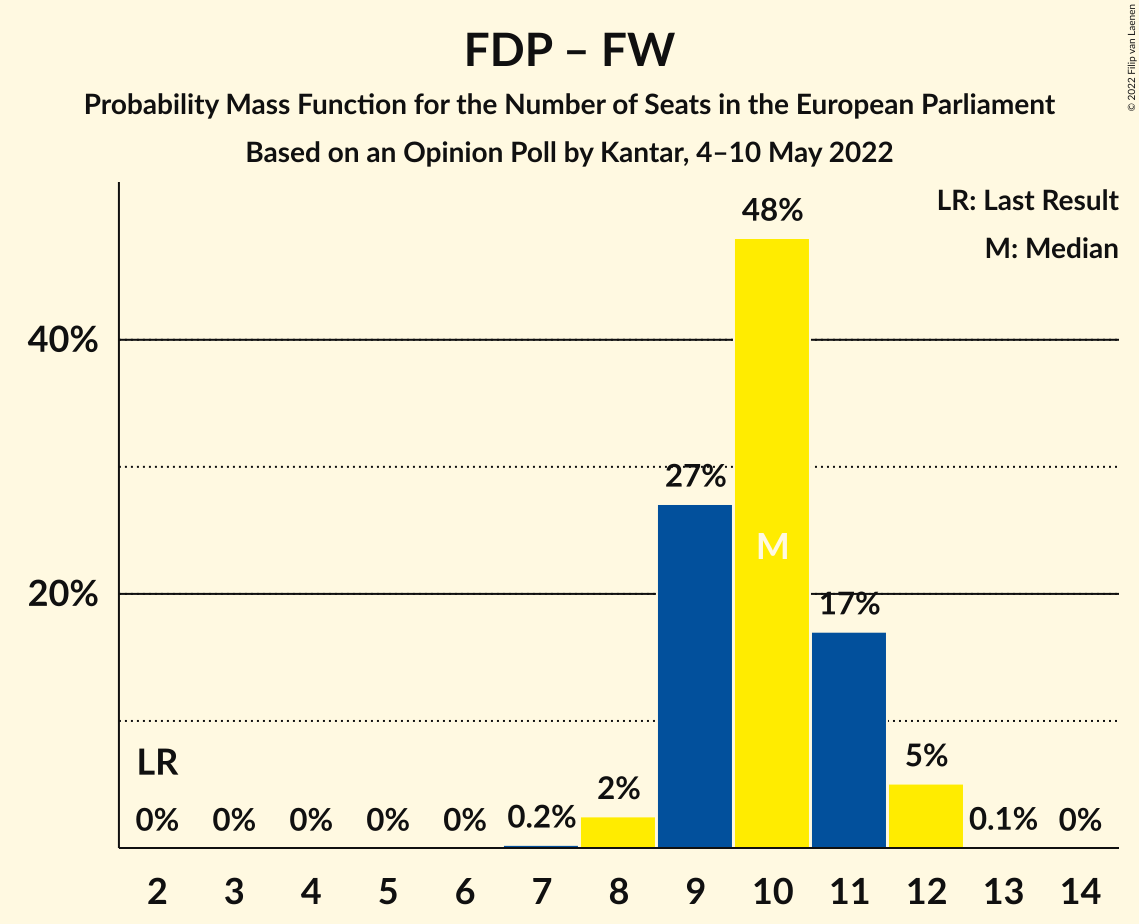 FDP – FW
Probability Mass Function for the Number of Seats in the European Parliament
Based on an Opinion Poll by Kantar, 4–10 May 2022
© 2022 Filip van Laenen
LR: Last Result
M: Median
48%
40%
27%
M
20%
17%
LR
5%
2%
0% 0% 0% 0% 0% 0.2% 0.1% 0%
2 3 4 5 6 7 8 9 10 11 12 13 14